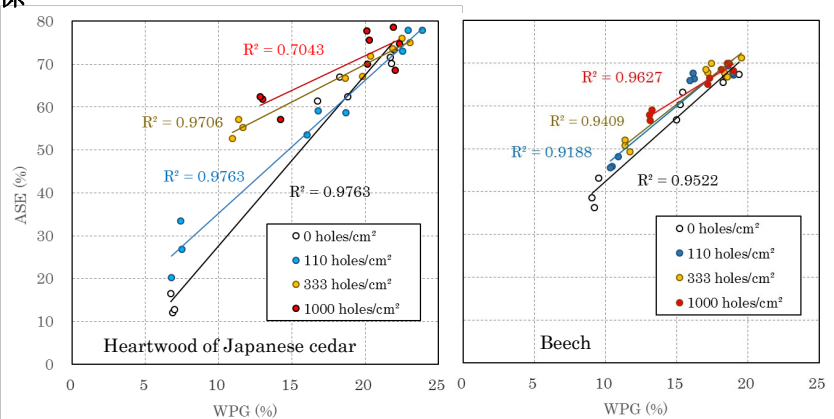 80
70
60
50
40
30
20
10
0
ASE (%)
R² = 0.7043
R² = 0.9706
R² = 0.9763
R² = 0.9763
0 holes/cm²
110 holes/cm²
333 holes/cm²
1000 holes/cm²
Heartwood of Japanese cedar
0 5 10 15 20 25
WPG (%)
R² = 0.9627
R² = 0.9409
R² = 0.9188
R² = 0.9522
0 holes/cm²
110 holes/cm²
333 holes/cm²
1000 holes/cm²
Beech
0 5 10 15 20 25
WPG (%)